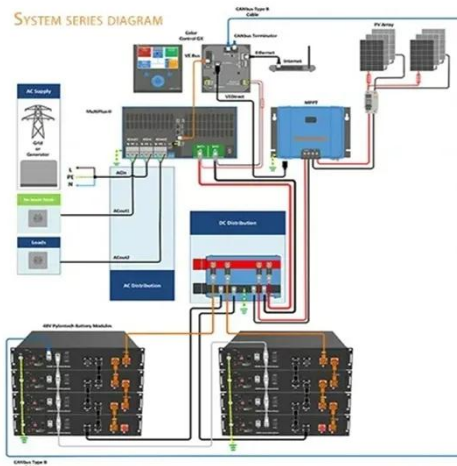 SYSTEM SERIES DIAGRAM
CANbus Type B
Cable
PV Array
Color
Control GX
CANbus Terminator
VE Bus
Ethernet
Internet
AC Supply
VEDirect
MPPT
MultiPlus-II
Grid
or
Generator
L
PE
N
ACin
ACout1
Loads
ACout2
DC Distribution
AC Distribution
48V Pylontech Battery Modules
CANbus Type B